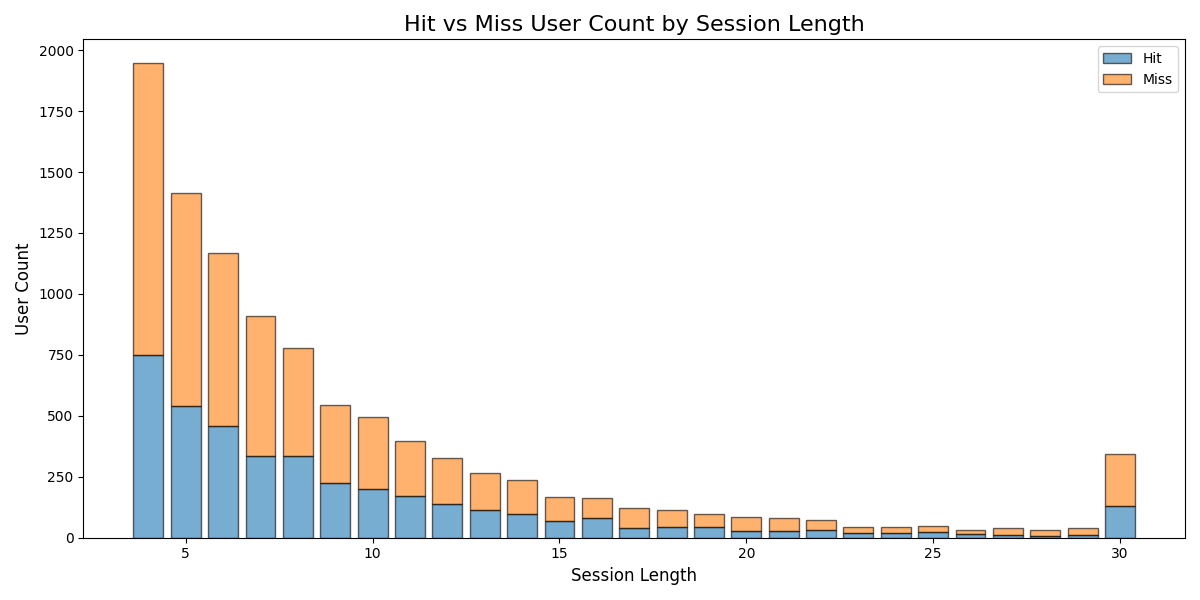 Hit vs Miss User Count by Session Length
Hit
Miss
User Count
2000
1750
1500
1250
1000
750
500
250
0
5 10 15 20 25 30
Session Length